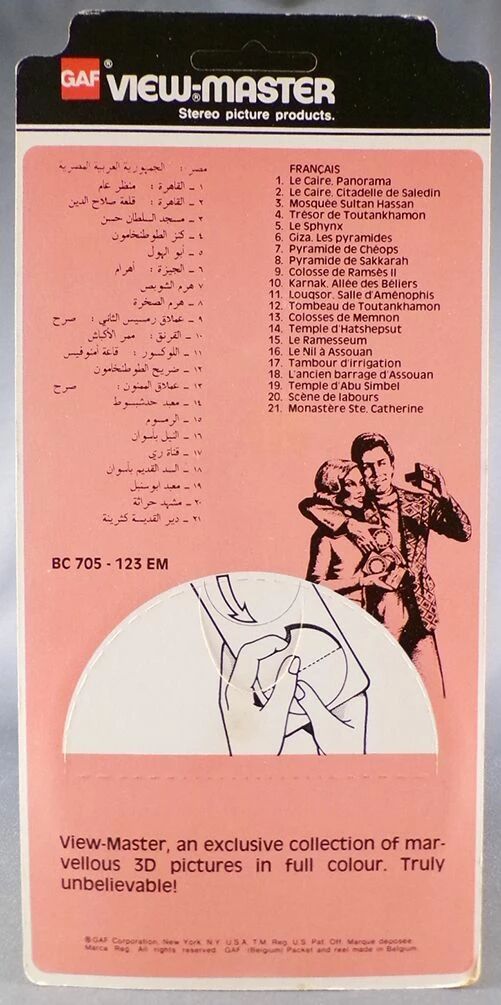 GAF® VIEW-MASTER®
Stereo picture products.
مصر : الجمهورية العربية المصرية
١ – القاهرة : منظر عام
٢ – القاهرة : قلعة صلاح الدين
٣ – مسجد السلطان حسن
٤ – كنز الطوطنخامون
٥ – أبو الهول
٦ – الجيزة : أهرام
٧ هرم الشوبص
٨ – هرم الصخرة
٩ – عملاق رمسيس الثاني : صرح
١٠ – القرنق : ممر الأكباش
١١ – اللوكسور : قاعة أمنوفيس
١٢ – ضريح الطوطنخامون
١٣ – عملاق الممنون : صرح
١٤ – معبد حدشبسوط
١٥ – الرمسوم
١٦ – النيل بأسوان
١٧ – قناة ري
١٨ – السد القديم بأسوان
١٩ – معبد ابوسنبل
٢٠ – مشهد حراثة
٢١ – دير القديسة كثرينة
FRANÇAIS
1. Le Caire, Panorama
2. Le Caire, Citadelle de Saledin
3. Mosquée Sultan Hassan
4. Trésor de Toutankhamon
5. Le Sphynx
6. Giza, Les pyramides
7. Pyramide de Chéops
8. Pyramide de Sakkarah
9. Colosse de Ramsès II
10. Karnak, Allée des Béliers
11. Louqsor, Salle d'Aménophis
12. Tombeau de Toutankhamon
13. Colosses de Memnon
14. Temple d'Hatshepsut
15. Le Ramesseum
16. Le Nil à Assouan
17. Tambour d'irrigation
18. L'ancien barrage d'Assouan
19. Temple d'Abu Simbel
20. Scène de labours
21. Monastère Ste. Catherine
BC 705 - 123 EM
View-Master, an exclusive collection of mar-
vellous 3D pictures in full colour. Truly
unbelievable!
®GAF Corporation, New York, N.Y. U.S.A. T.M. Reg. U.S. Pat. Off. Marque déposée
Marca Reg. All rights reserved. GAF (Belgium) Packet and reel made in Belgium.